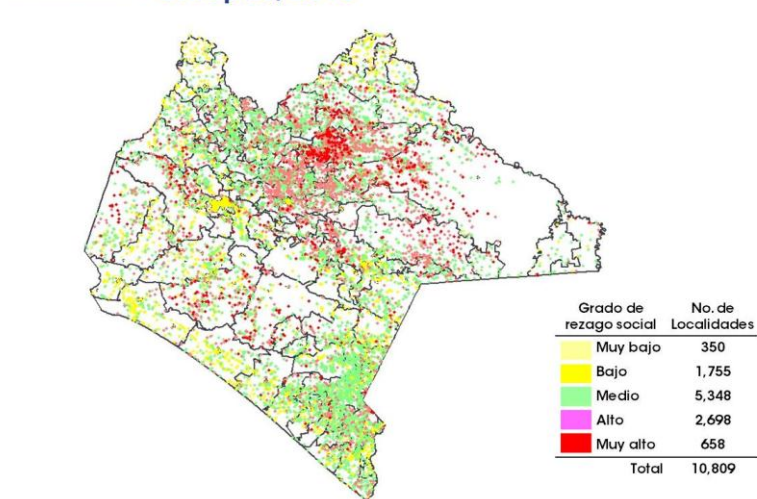 Grado de rezago social No. de Localidades
Muy bajo 350
Bajo 1,755
Medio 5,348
Alto 2,698
Muy alto 658
Total 10,809